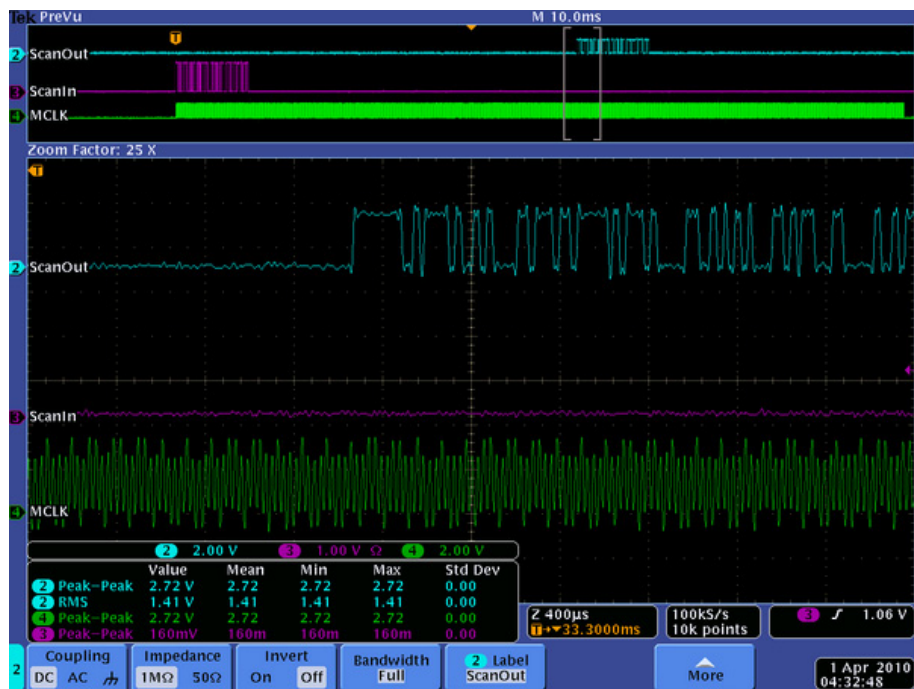 Tek PreVu M 10.0ms
T
2 ScanOut
3 ScanIn
4 MCLK
Zoom Factor: 25 X
T
2 ScanOut
3 ScanIn
4 MCLK
2 2.00 V 3 1.00 V Ω 4 2.00 V
Value Mean Min Max Std Dev
2 Peak-Peak 2.72 V 2.72 2.72 2.72 0.00
2 RMS 1.41 V 1.41 1.41 1.41 0.00
4 Peak-Peak 2.72 V 2.72 2.72 2.72 0.00
3 Peak-Peak 160mV 160m 160m 160m 0.00
Z 400µs
T→▼33.3000ms
100kS/s
10k points
3 ∫ 1.06 V
2
Coupling
DC AC
Impedance
1MΩ 50Ω
Invert
On Off
Bandwidth
Full
2 Label
ScanOut
More
1 Apr 2010
04:32:48